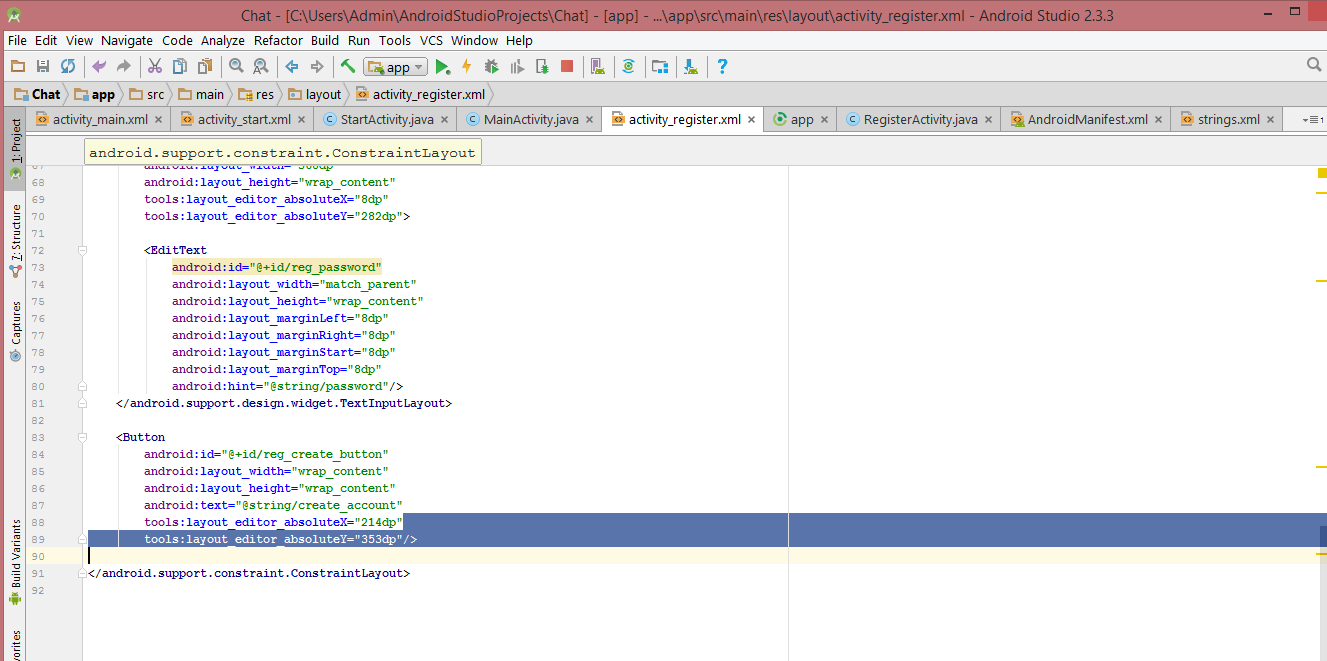 Chat - [C:\Users\Admin\AndroidStudioProjects\Chat] - [app] - ...\app\src\main\res\layout\activity_register.xml - Android Studio 2.3.3
File Edit View Navigate Code Analyze Refactor Build Run Tools VCS Window Help
app
Chat app src main res layout activity_register.xml
activity_main.xml activity_start.xml StartActivity.java MainActivity.java activity_register.xml app RegisterActivity.java AndroidManifest.xml strings.xml
1: Project
7: Structure
Captures
Build Variants
android.support.constraint.ConstraintLayout
68 android:layout_height="wrap_content"
69 tools:layout_editor_absoluteX="8dp"
70 tools:layout_editor_absoluteY="282dp">
71
72 <EditText
73 android:id="@+id/reg_password"
74 android:layout_width="match_parent"
75 android:layout_height="wrap_content"
76 android:layout_marginLeft="8dp"
77 android:layout_marginRight="8dp"
78 android:layout_marginStart="8dp"
79 android:layout_marginTop="8dp"
80 android:hint="@string/password"/>
81 </android.support.design.widget.TextInputLayout>
82
83 <Button
84 android:id="@+id/reg_create_button"
85 android:layout_width="wrap_content"
86 android:layout_height="wrap_content"
87 android:text="@string/create_account"
88 tools:layout_editor_absoluteX="214dp"
89 tools:layout_editor_absoluteY="353dp"/>
90
91 </android.support.constraint.ConstraintLayout>
92